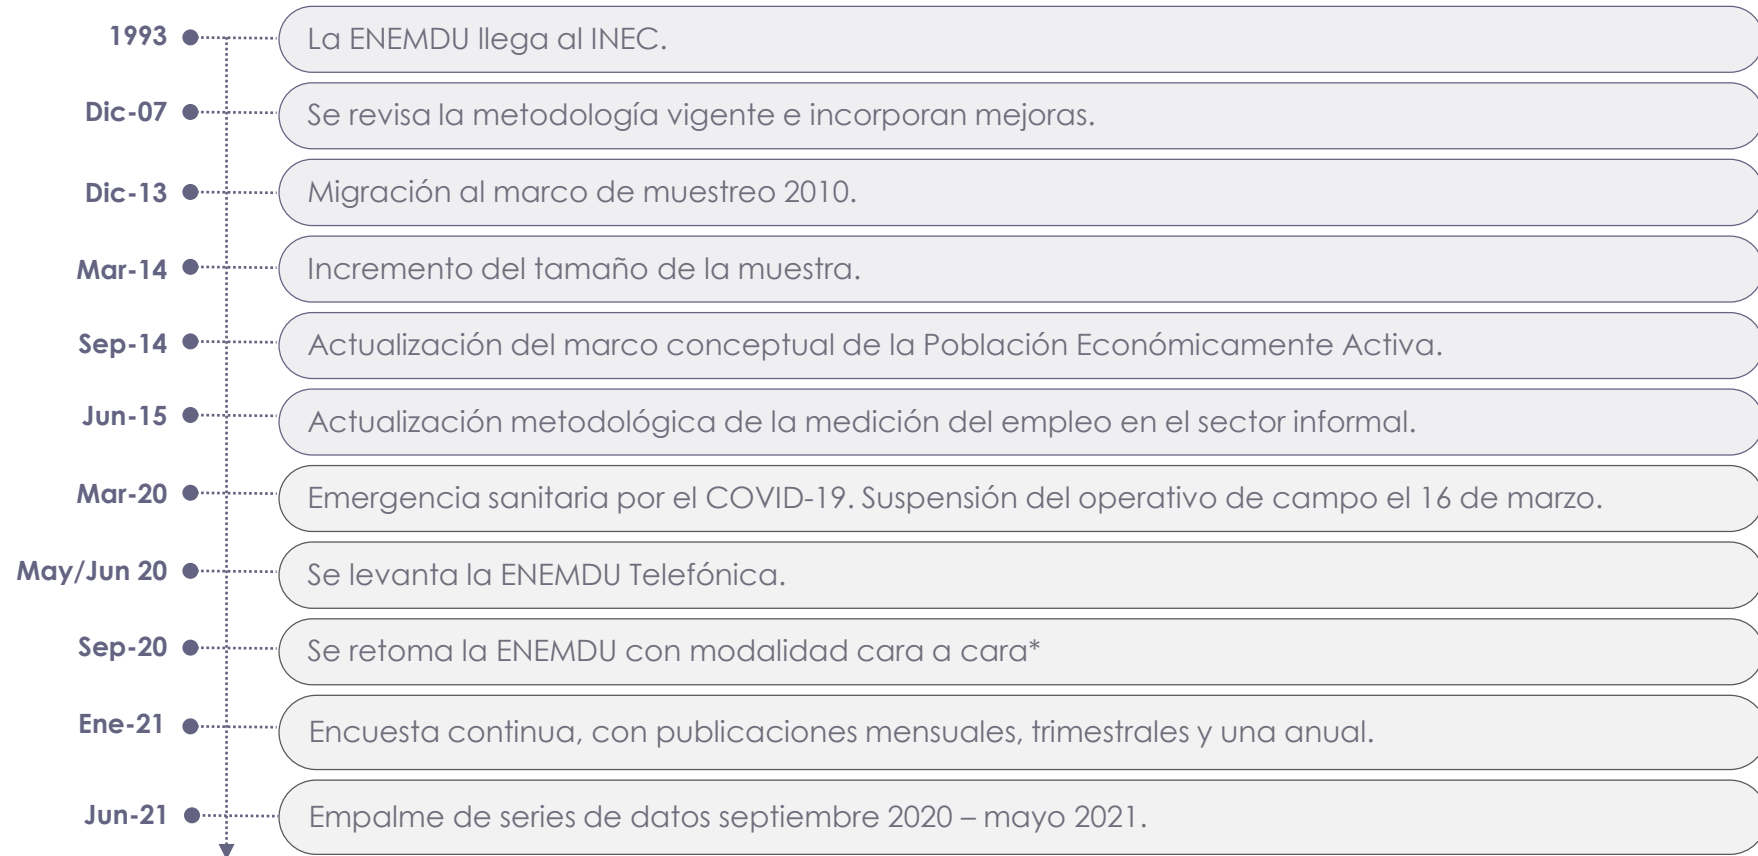 1993 La ENEMDU llega al INEC.
Dic-07 Se revisa la metodología vigente e incorporan mejoras.
Dic-13 Migración al marco de muestreo 2010.
Mar-14 Incremento del tamaño de la muestra.
Sep-14 Actualización del marco conceptual de la Población Económicamente Activa.
Jun-15 Actualización metodológica de la medición del empleo en el sector informal.
Mar-20 Emergencia sanitaria por el COVID-19. Suspensión del operativo de campo el 16 de marzo.
May/Jun 20 Se levanta la ENEMDU Telefónica.
Sep-20 Se retoma la ENEMDU con modalidad cara a cara*
Ene-21 Encuesta continua, con publicaciones mensuales, trimestrales y una anual.
Jun-21 Empalme de series de datos septiembre 2020 – mayo 2021.